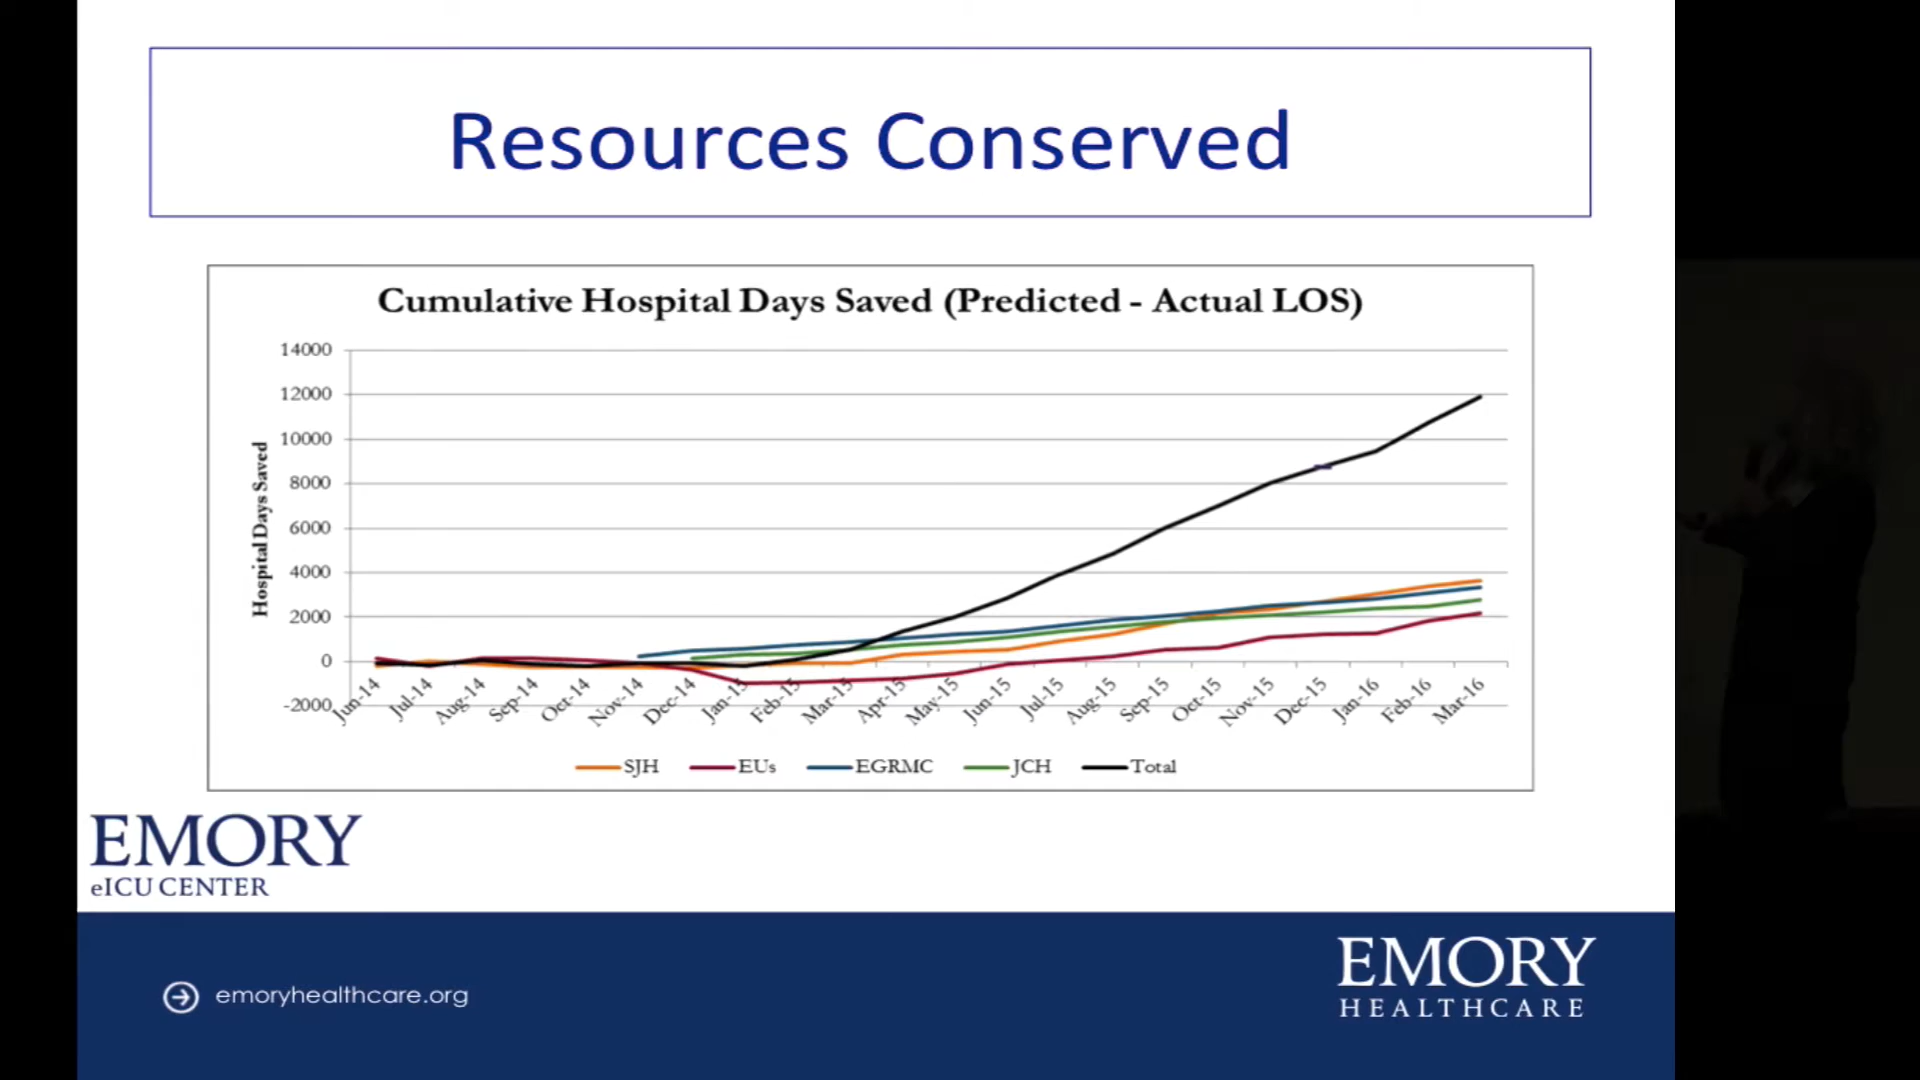 Resources Conserved
Cumulative Hospital Days Saved (Predicted - Actual LOS)
Hospital Days Saved
14000
12000
10000
8000
6000
4000
2000
0
-2000
Jun-14 Jul-14 Aug-14 Sep-14 Oct-14 Nov-14 Dec-14 Jan-15 Feb-15 Mar-15 Apr-15 May-15 Jun-15 Jul-15 Aug-15 Sep-15 Oct-15 Nov-15 Dec-15 Jan-16 Feb-16 Mar-16
SJH EUs EGRMC JCH Total
EMORY
eICU CENTER
emoryhealthcare.org
EMORY
HEALTHCARE